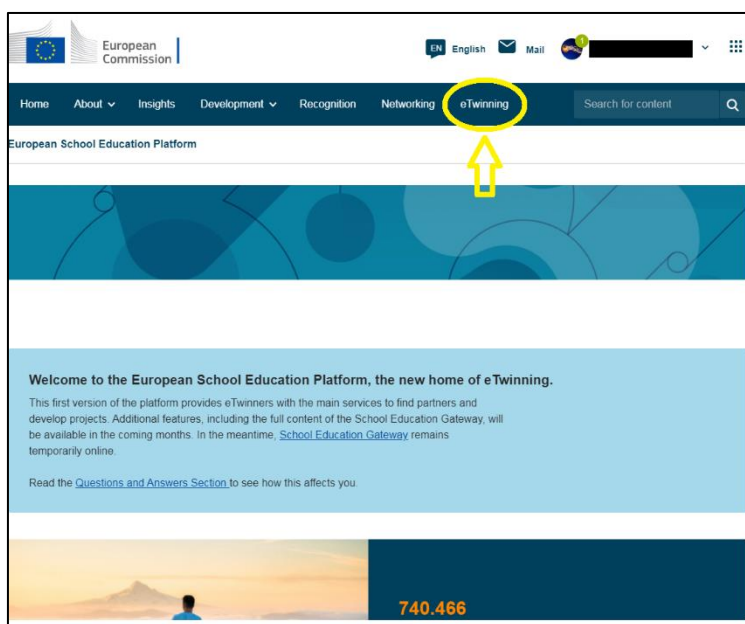 European
Commission
EN English Mail 1
Home About Insights Development Recognition Networking eTwinning Search for content
European School Education Platform
Welcome to the European School Education Platform, the new home of eTwinning.
This first version of the platform provides eTwinners with the main services to find partners and
develop projects. Additional features, including the full content of the School Education Gateway, will
be available in the coming months. In the meantime, School Education Gateway remains
temporarily online.
Read the Questions and Answers Section to see how this affects you.
740.466